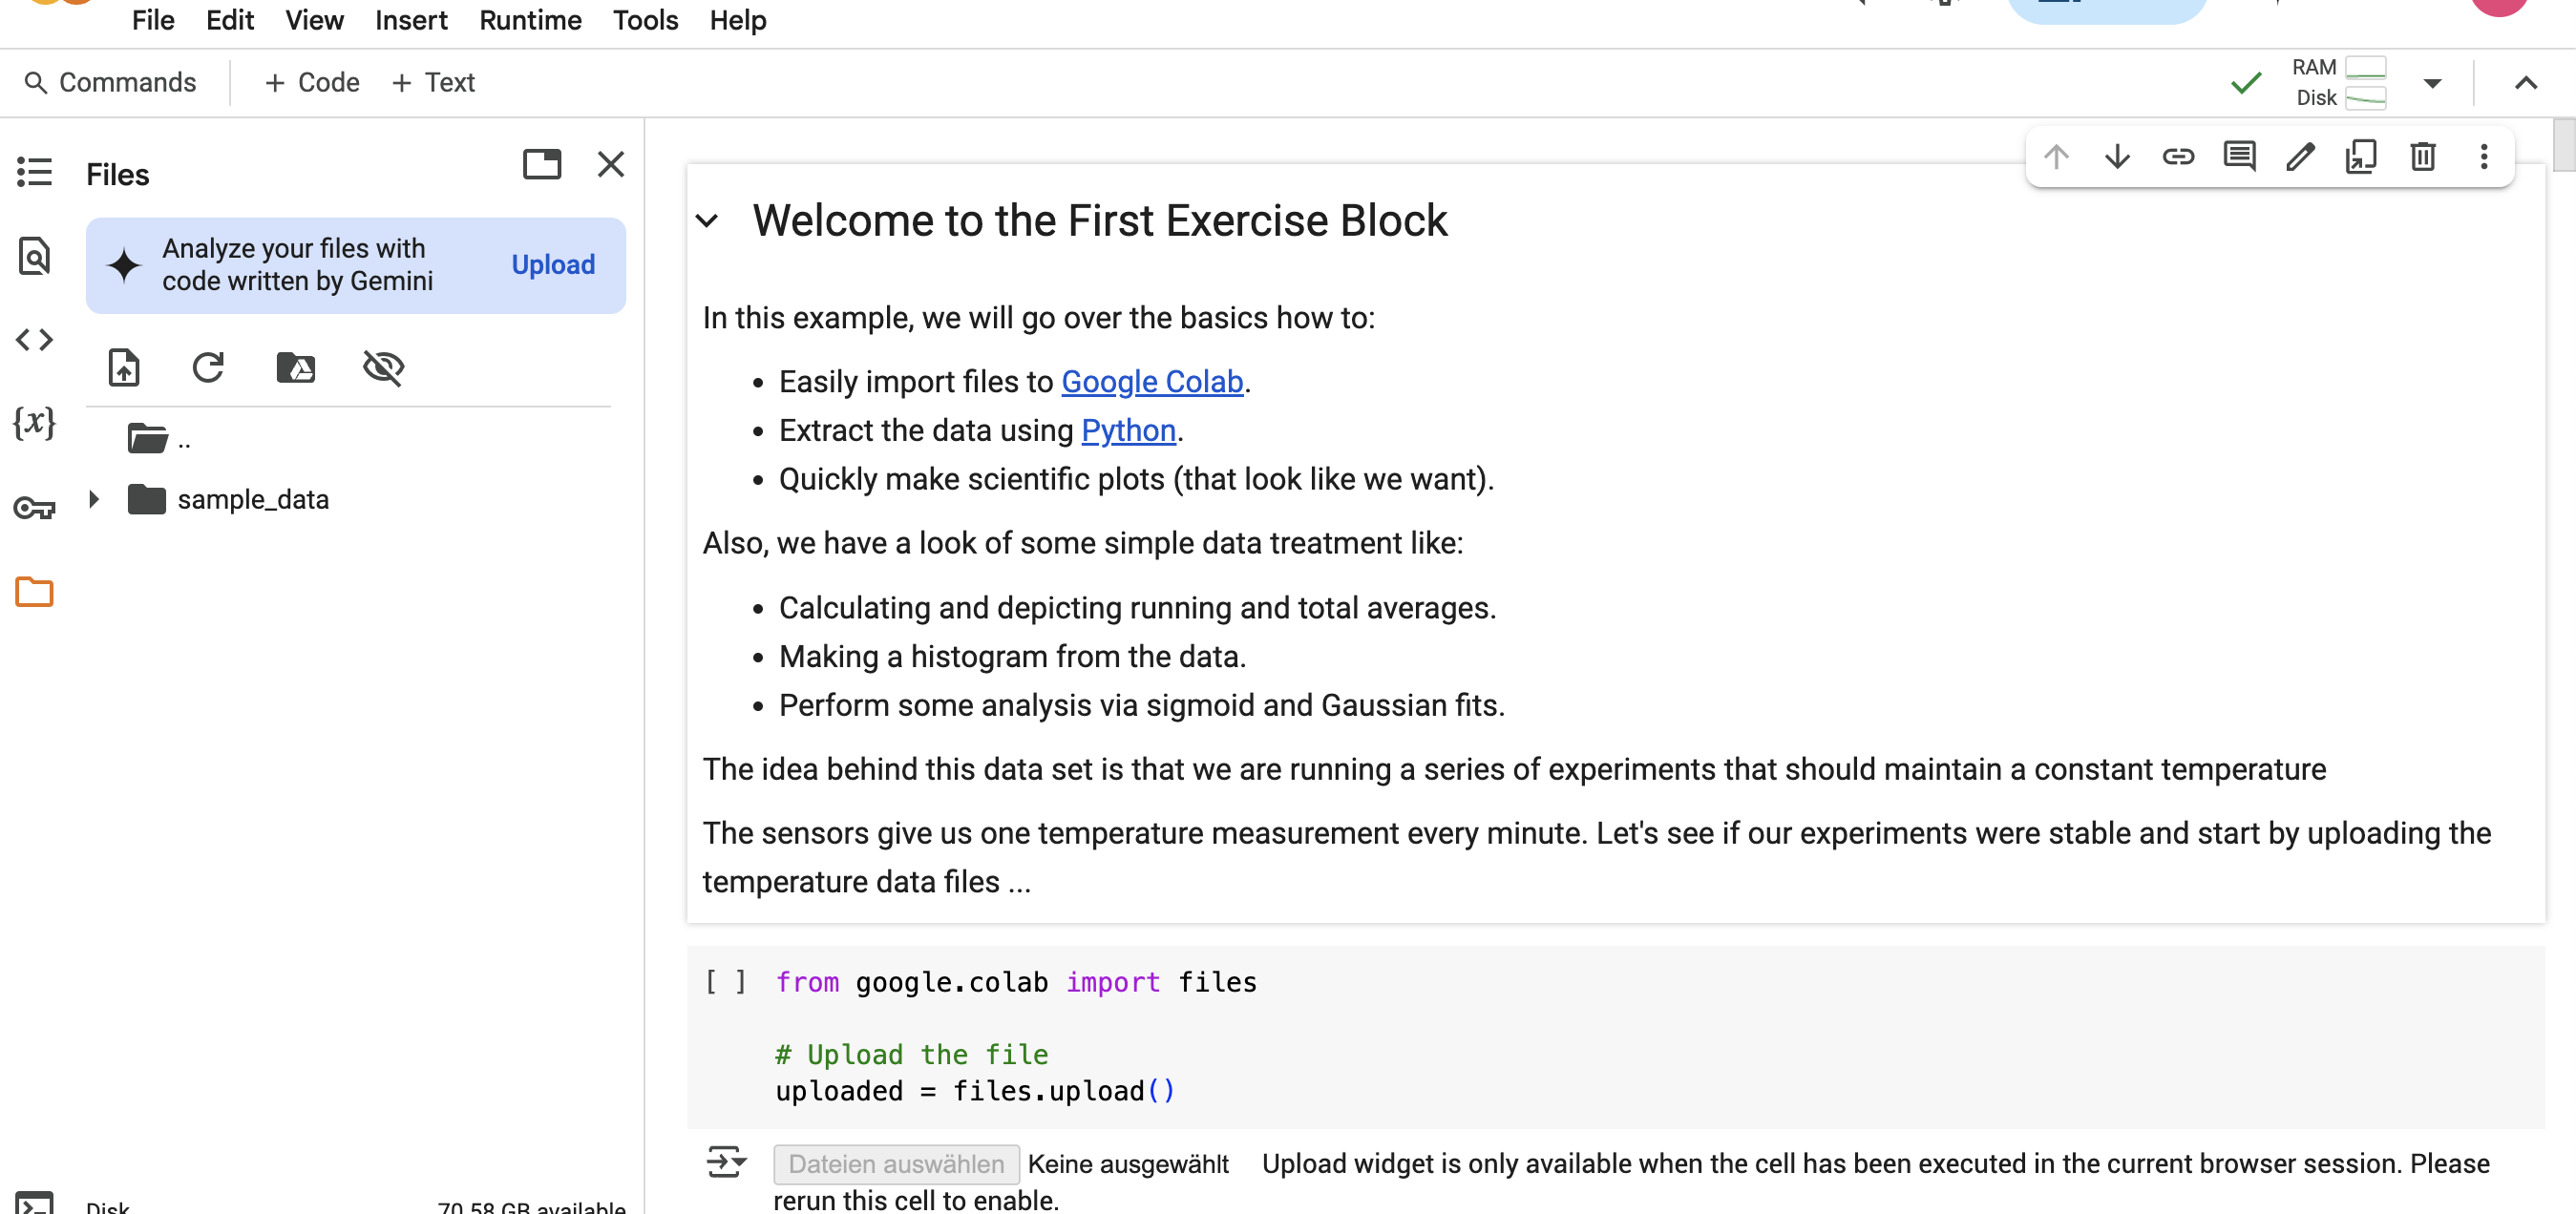 File Edit View Insert Runtime Tools Help
Commands + Code + Text
RAM
Disk
Files
Analyze your files with
code written by Gemini
Upload
..
sample_data
{x}
Welcome to the First Exercise Block
In this example, we will go over the basics how to:
• Easily import files to Google Colab.
• Extract the data using Python.
• Quickly make scientific plots (that look like we want).
Also, we have a look of some simple data treatment like:
• Calculating and depicting running and total averages.
• Making a histogram from the data.
• Perform some analysis via sigmoid and Gaussian fits.
The idea behind this data set is that we are running a series of experiments that should maintain a constant temperature
The sensors give us one temperature measurement every minute. Let's see if our experiments were stable and start by uploading the
temperature data files ...
[ ] from google.colab import files
# Upload the file
uploaded = files.upload()
Dateien auswählen Keine ausgewählt Upload widget is only available when the cell has been executed in the current browser session. Please
rerun this cell to enable.
Disk 70.58 GB available